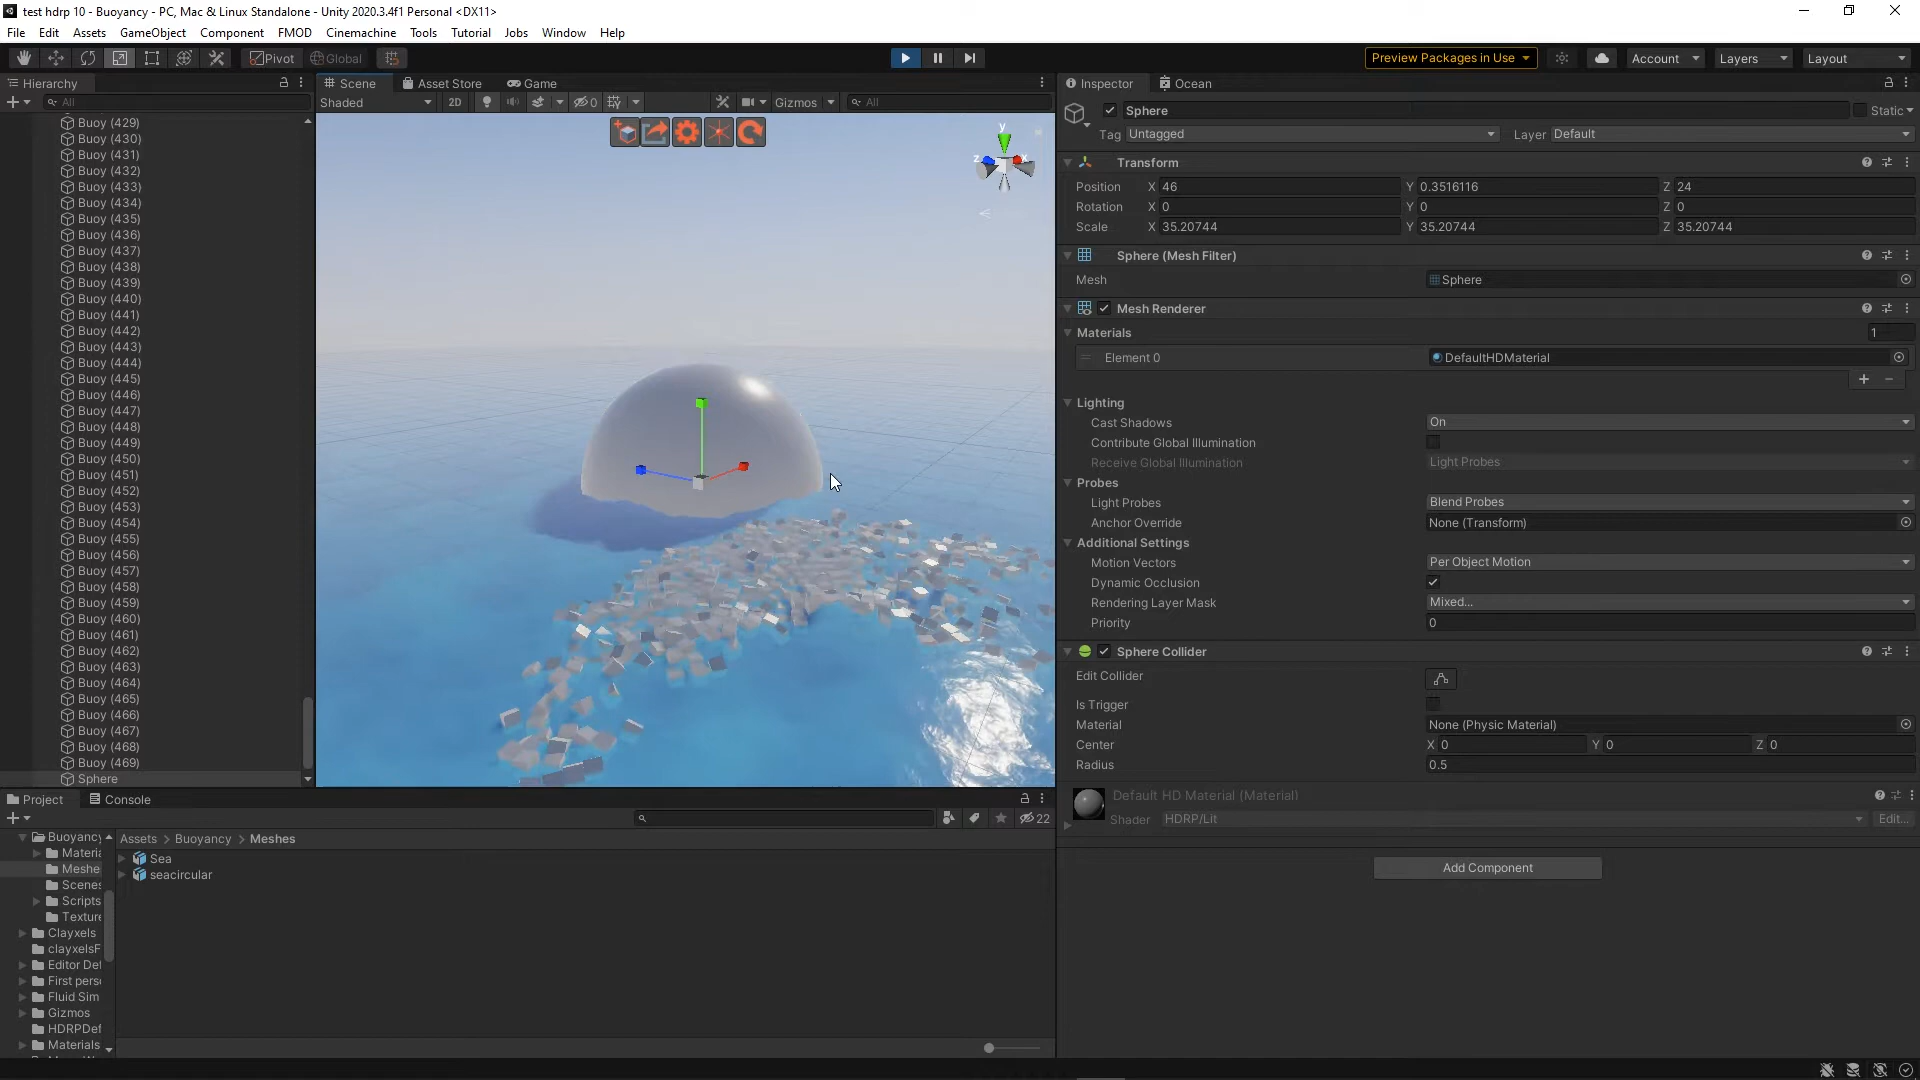 test hdrp 10 - Buoyancy - PC, Mac & Linux Standalone - Unity 2020.3.4f1 Personal <DX11>
File Edit Assets GameObject Component FMOD Cinemachine Tools Tutorial Jobs Window Help
Pivot Global Preview Packages in Use Account Layers Layout
Hierarchy
All
Buoy (429)
Buoy (430)
Buoy (431)
Buoy (432)
Buoy (433)
Buoy (434)
Buoy (435)
Buoy (436)
Buoy (437)
Buoy (438)
Buoy (439)
Buoy (440)
Buoy (441)
Buoy (442)
Buoy (443)
Buoy (444)
Buoy (445)
Buoy (446)
Buoy (447)
Buoy (448)
Buoy (449)
Buoy (450)
Buoy (451)
Buoy (452)
Buoy (453)
Buoy (454)
Buoy (455)
Buoy (456)
Buoy (457)
Buoy (458)
Buoy (459)
Buoy (460)
Buoy (461)
Buoy (462)
Buoy (463)
Buoy (464)
Buoy (465)
Buoy (466)
Buoy (467)
Buoy (468)
Buoy (469)
Sphere
Scene Asset Store Game
Shaded 2D 0 Gizmos All
y
z x
Inspector Ocean
Sphere Static
Tag Untagged Layer Default
Transform
Position X 46 Y 0.3516116 Z 24
Rotation X 0 Y 0 Z 0
Scale X 35.20744 Y 35.20744 Z 35.20744
Sphere (Mesh Filter)
Mesh Sphere
Mesh Renderer
Materials 1
Element 0 DefaultHDMaterial
Lighting
Cast Shadows On
Contribute Global Illumination
Receive Global Illumination Light Probes
Probes
Light Probes Blend Probes
Anchor Override None (Transform)
Additional Settings
Motion Vectors Per Object Motion
Dynamic Occlusion
Rendering Layer Mask Mixed...
Priority 0
Sphere Collider
Edit Collider
Is Trigger
Material None (Physic Material)
Center X 0 Y 0 Z 0
Radius 0.5
Default HD Material (Material)
Shader HDRP/Lit Edit...
Add Component
Project Console
22
Buoyancy
Materia
Meshe
Scenes
Scripts
Texture
Clayxels
clayxelsF
Editor Def
First perso
Fluid Sim
Gizmos
HDRPDef
Materials
Assets > Buoyancy > Meshes
Sea
seacircular